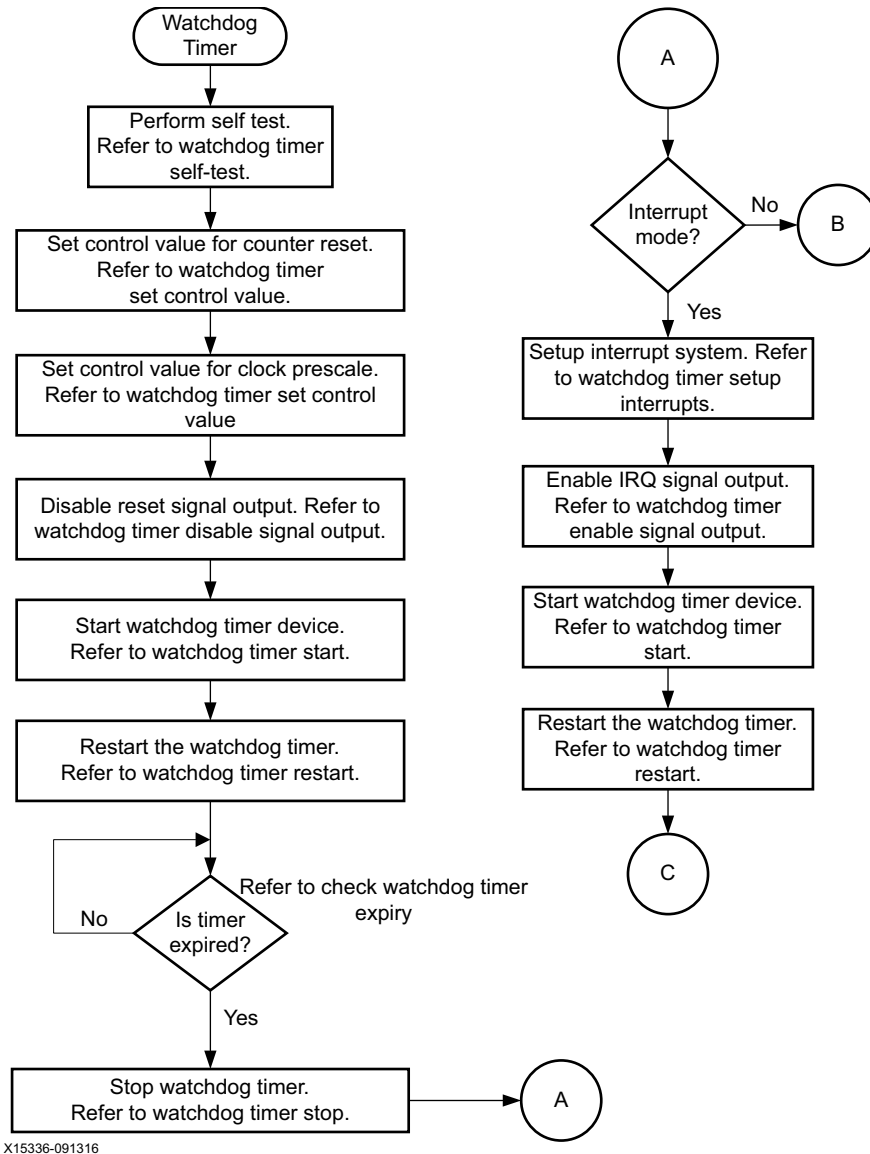 Watchdog
Timer
Perform self test.
Refer to watchdog timer
self-test.
Set control value for counter reset.
Refer to watchdog timer
set control value.
Set control value for clock prescale.
Refer to watchdog timer set control
value
Disable reset signal output. Refer to
watchdog timer disable signal output.
Start watchdog timer device.
Refer to watchdog timer start.
Restart the watchdog timer.
Refer to watchdog timer restart.
Refer to check watchdog timer
expiry
No
Is timer
expired?
Yes
Stop watchdog timer.
Refer to watchdog timer stop.
A
A
Interrupt
mode?
No
B
Yes
Setup interrupt system. Refer
to watchdog timer setup
interrupts.
Enable IRQ signal output.
Refer to watchdog timer
enable signal output.
Start watchdog timer device.
Refer to watchdog timer
start.
Restart the watchdog timer.
Refer to watchdog timer
restart.
C
X15336-091316